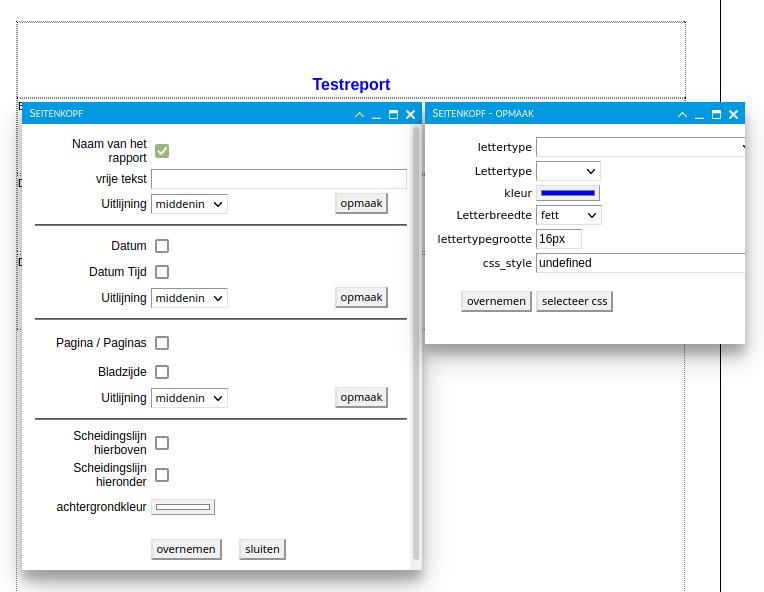 Testreport
SEITENKOPF
Naam van het
rapport
vrije tekst
Uitlijning middenin opmaak
Datum
Datum Tijd
Uitlijning middenin opmaak
Pagina / Paginas
Bladzijde
Uitlijning middenin opmaak
Scheidingslijn
hierboven
Scheidingslijn
hieronder
achtergrondkleur
overnemen sluiten
SEITENKOPF - OPMAAK
lettertype
Lettertype
kleur
Letterbreedte fett
lettertypegrootte 16px
css_style undefined
overnemen selecteer css